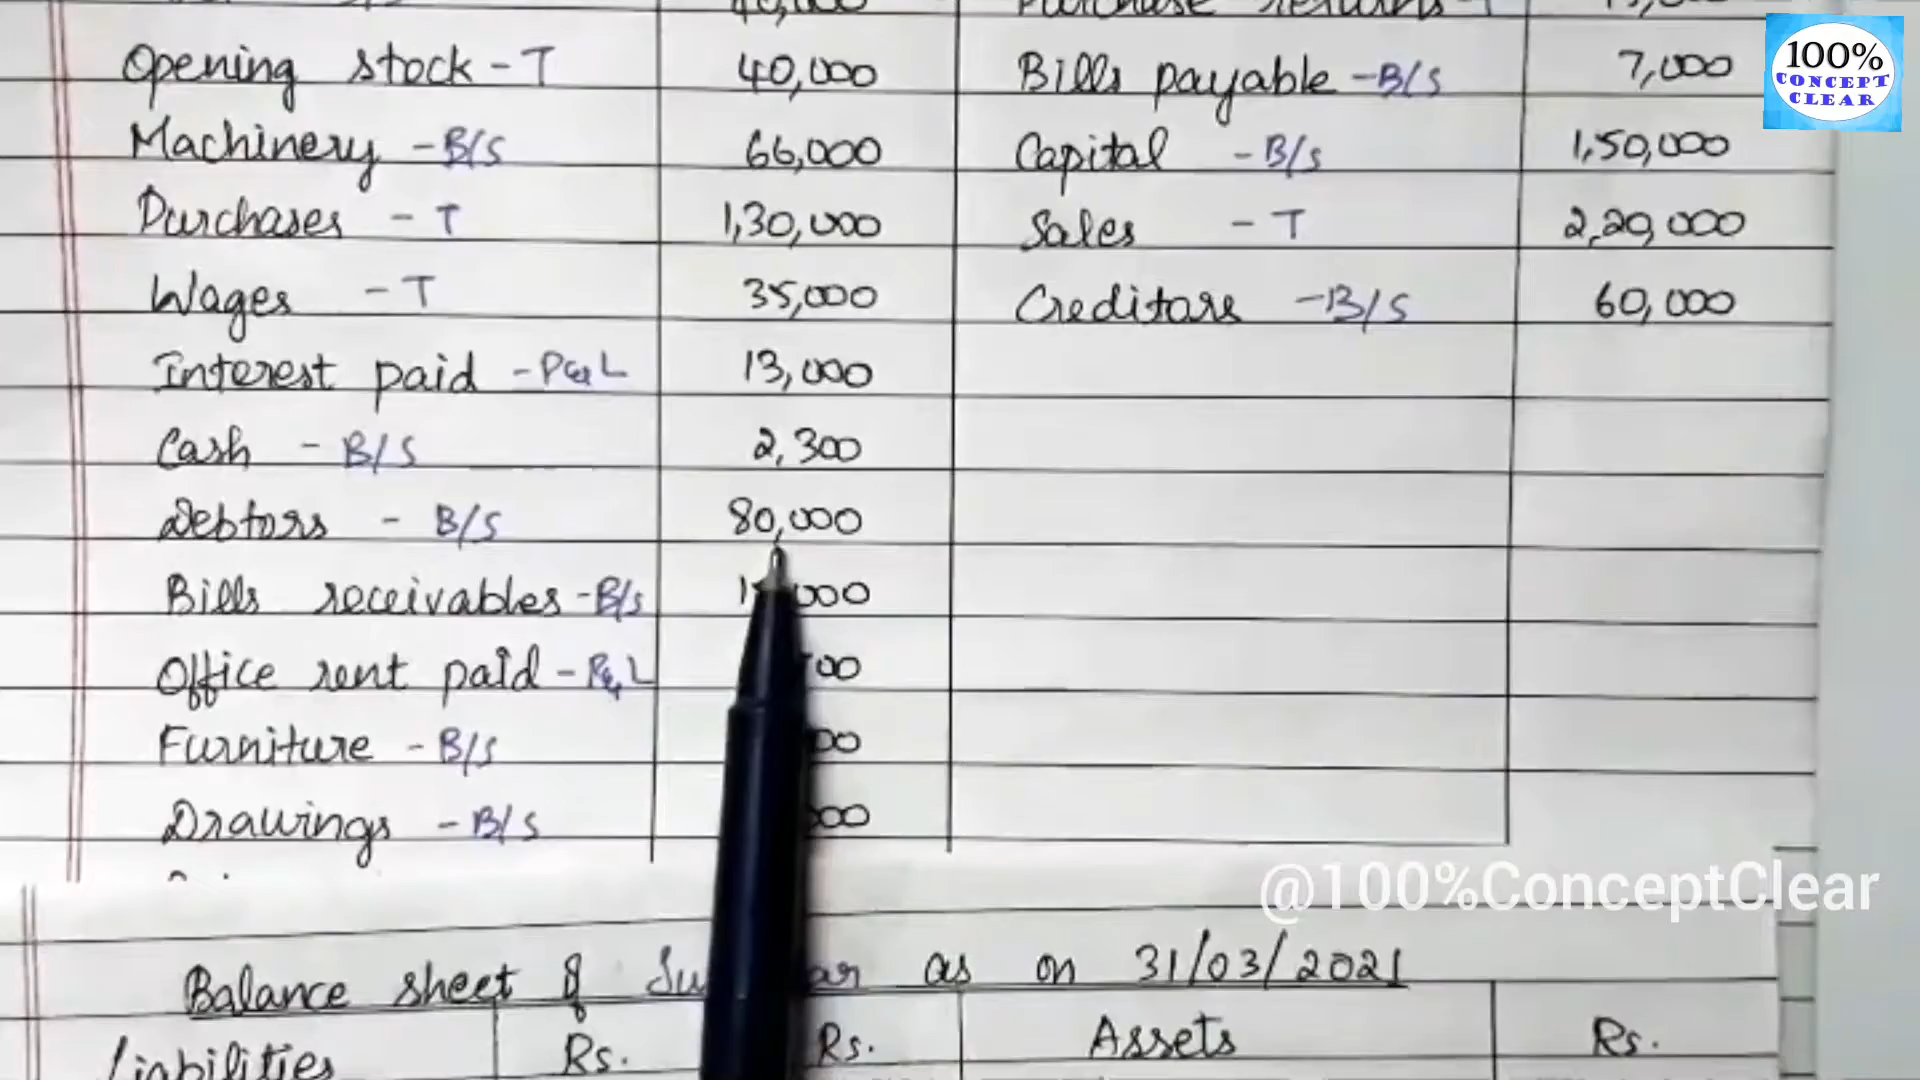 40,000
Opening stock - T 40,000 Bills payable - B/S 7,000
Machinery - B/S 66,000 Capital - B/S 1,50,000
Purchases - T 1,30,000 Sales - T 2,20,000
Wages - T 35,000 Creditors - B/S 60,000
Interest paid - P&L 13,000
Cash - B/S 2,300
Debtors - B/S 80,000
Bills receivables - B/S
Office rent paid - P&L
Furniture - B/S
Drawings - B/S
Balance sheet of as on 31/03/2021
Liabilities Rs. Rs. Assets Rs.
100%
CONCEPT
CLEAR
@100%ConceptClear